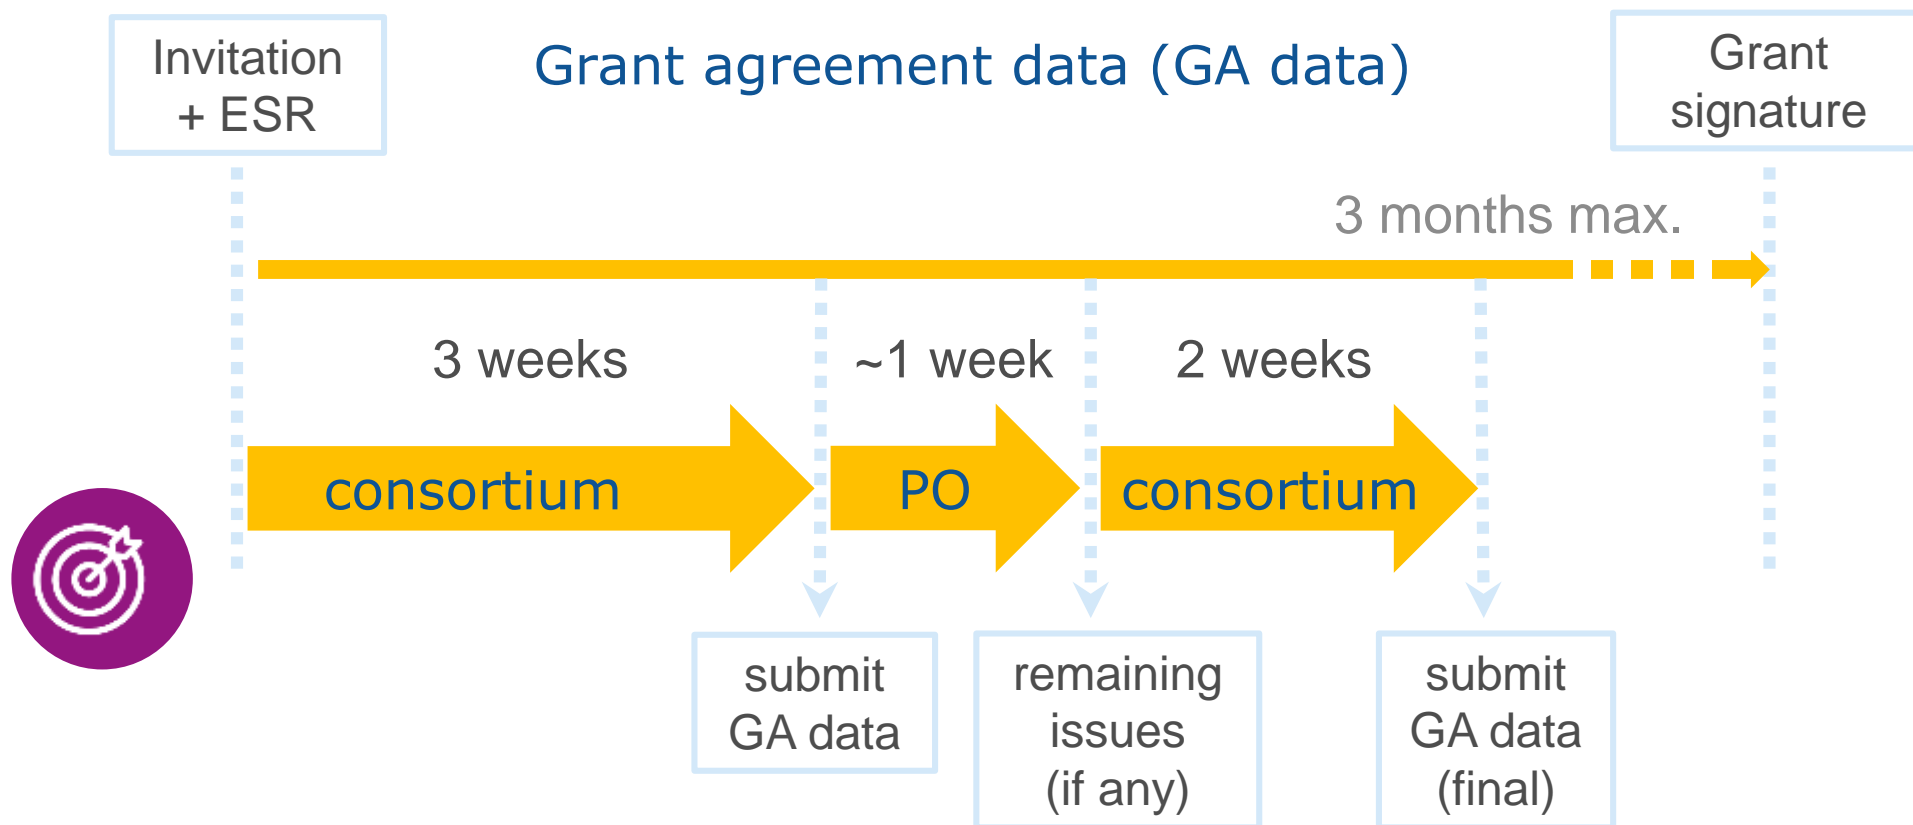 Invitation
+ ESR
Grant agreement data (GA data)
Grant
signature
3 months max.
3 weeks
~1 week
2 weeks
consortium
PO
consortium
submit
GA data
remaining
issues
(if any)
submit
GA data
(final)